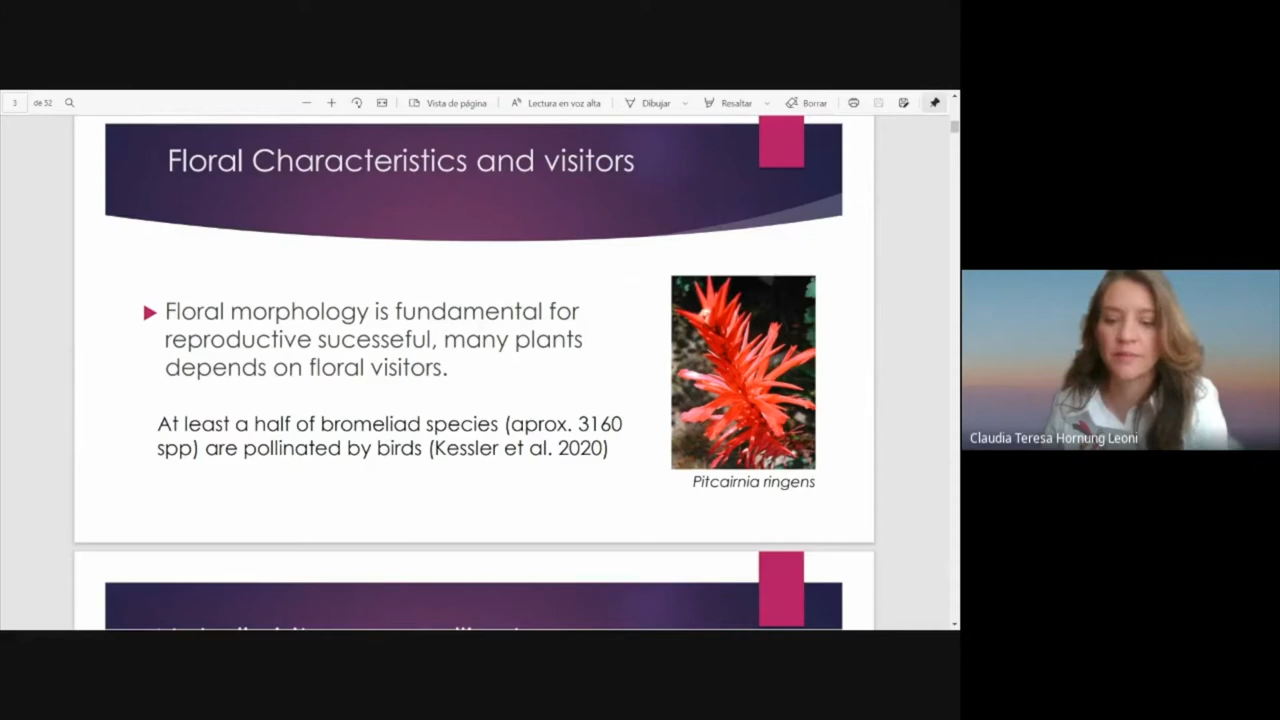 3 de 52 Vista de página Lectura en voz alta Dibujar Resaltar Borrar
Floral Characteristics and visitors
Floral morphology is fundamental for
reproductive sucesseful, many plants
depends on floral visitors.
At least a half of bromeliad species (aprox. 3160
spp) are pollinated by birds (Kessler et al. 2020)
Pitcairnia ringens
Claudia Teresa Hornung Leoni